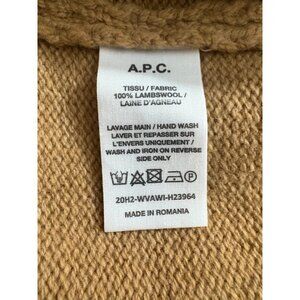 A.P.C.
TISSU / FABRIC
100% LAMBSWOOL /
LAINE D'AGNEAU
LAVAGE MAIN / HAND WASH
LAVER ET REPASSER SUR
L'ENVERS UNIQUEMENT /
WASH AND IRON ON REVERSE
SIDE ONLY
20H2-WVAWI-H23964
MADE IN ROMANIA